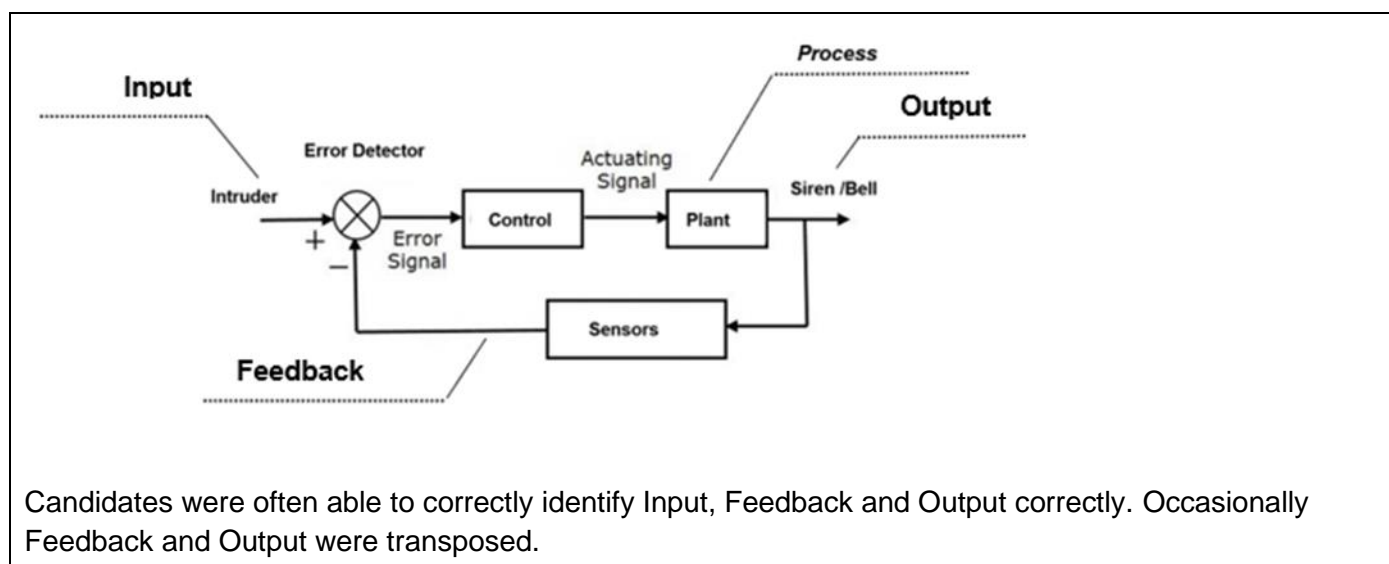 Process
Input
Output
Error Detector
Actuating
Signal
Intruder
Siren /Bell
Control
Plant
+
Error
Signal
−
Sensors
Feedback
Candidates were often able to correctly identify Input, Feedback and Output correctly. Occasionally
Feedback and Output were transposed.